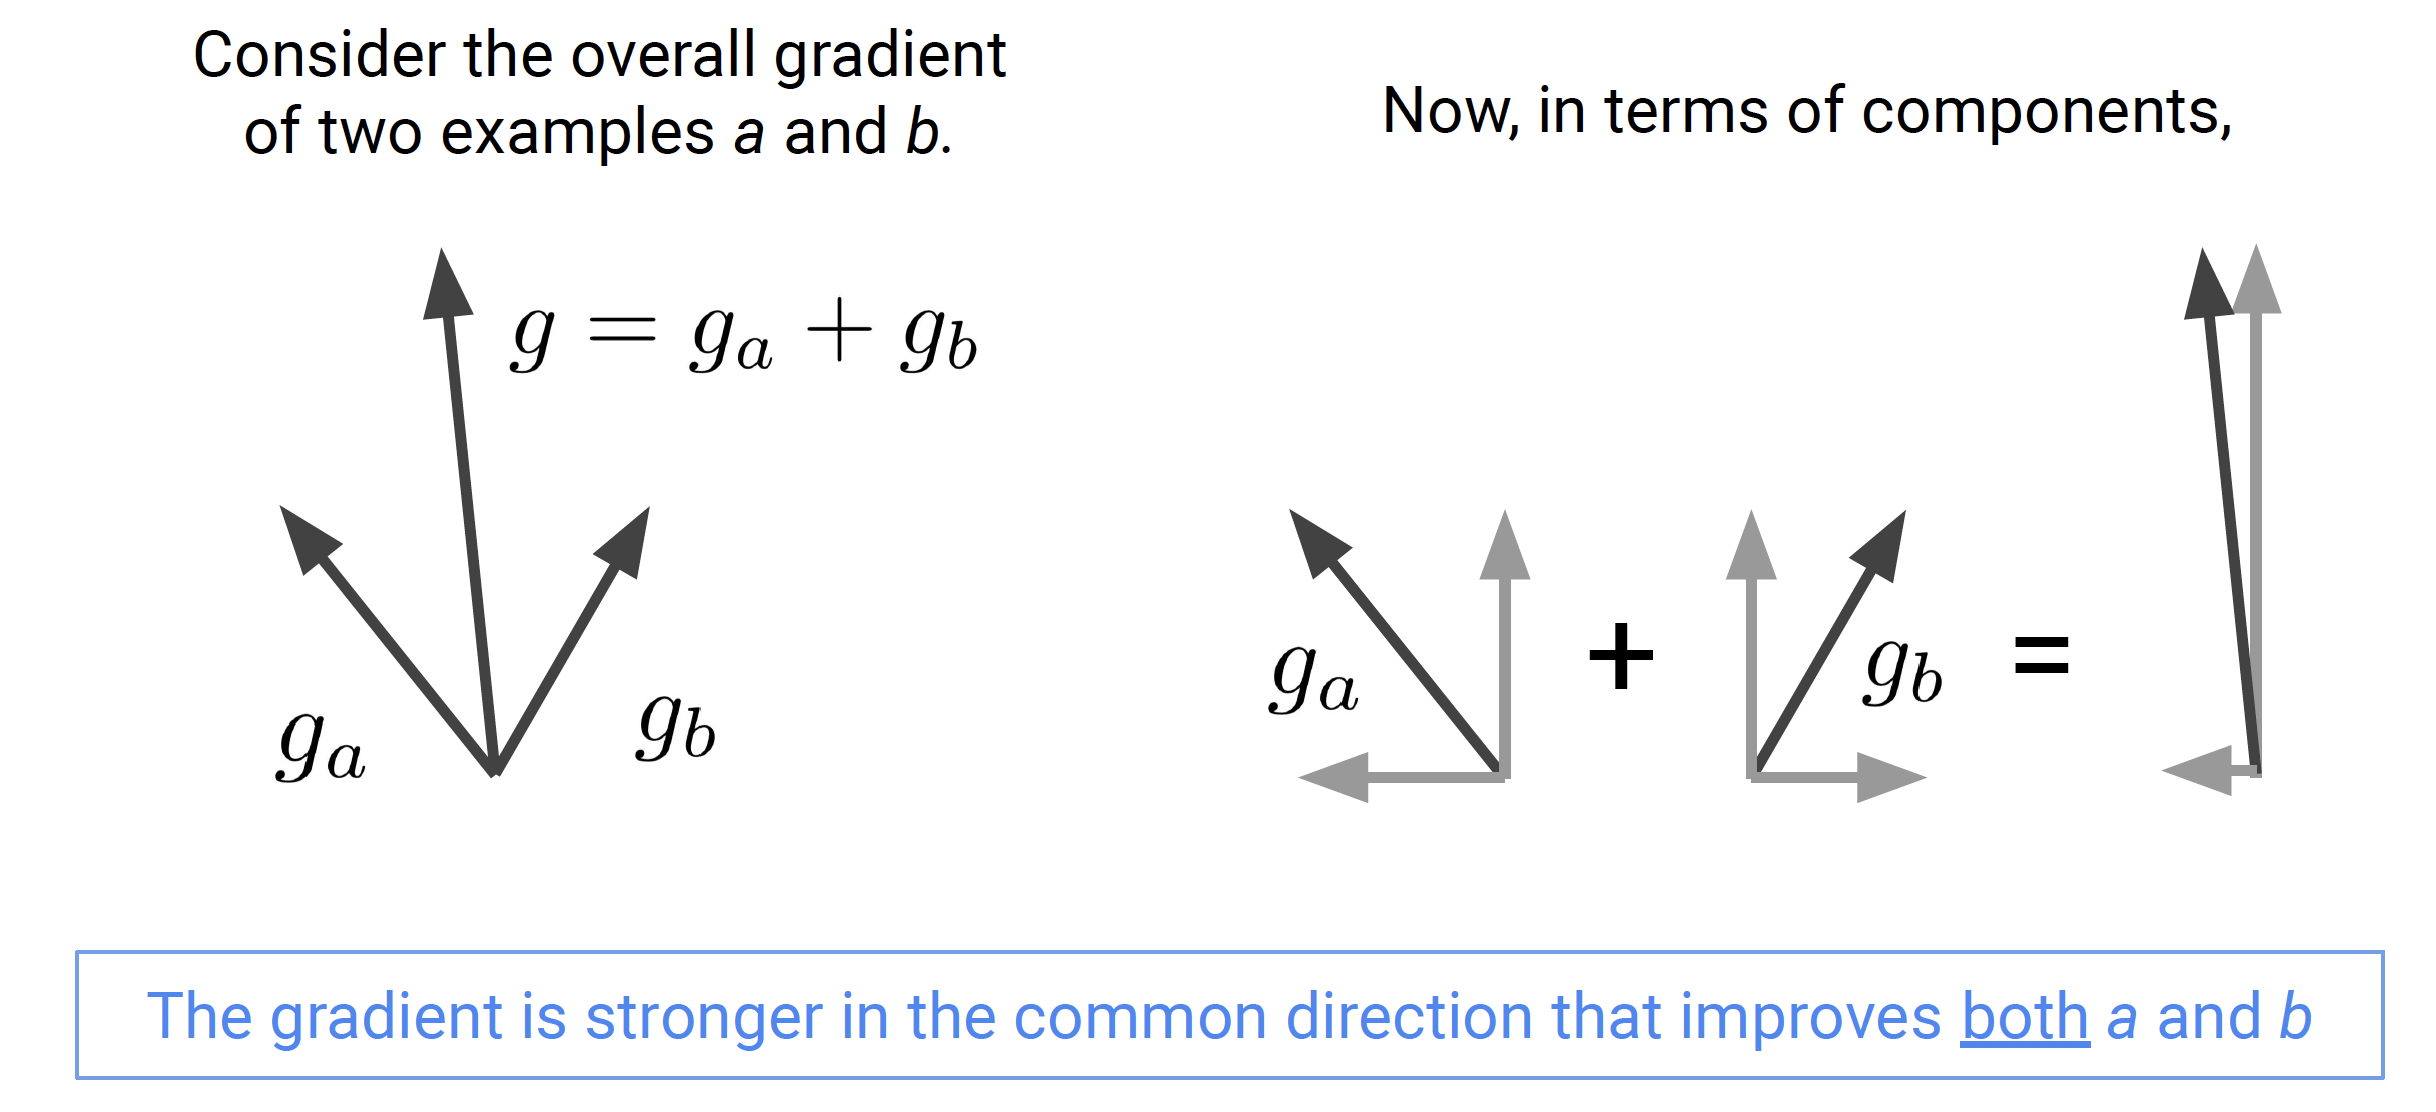 Consider the overall gradient
of two examples a and b.
Now, in terms of components,
g = g_a + g_b
g_a
g_b
g_a
+
g_b
=
The gradient is stronger in the common direction that improves both a and b